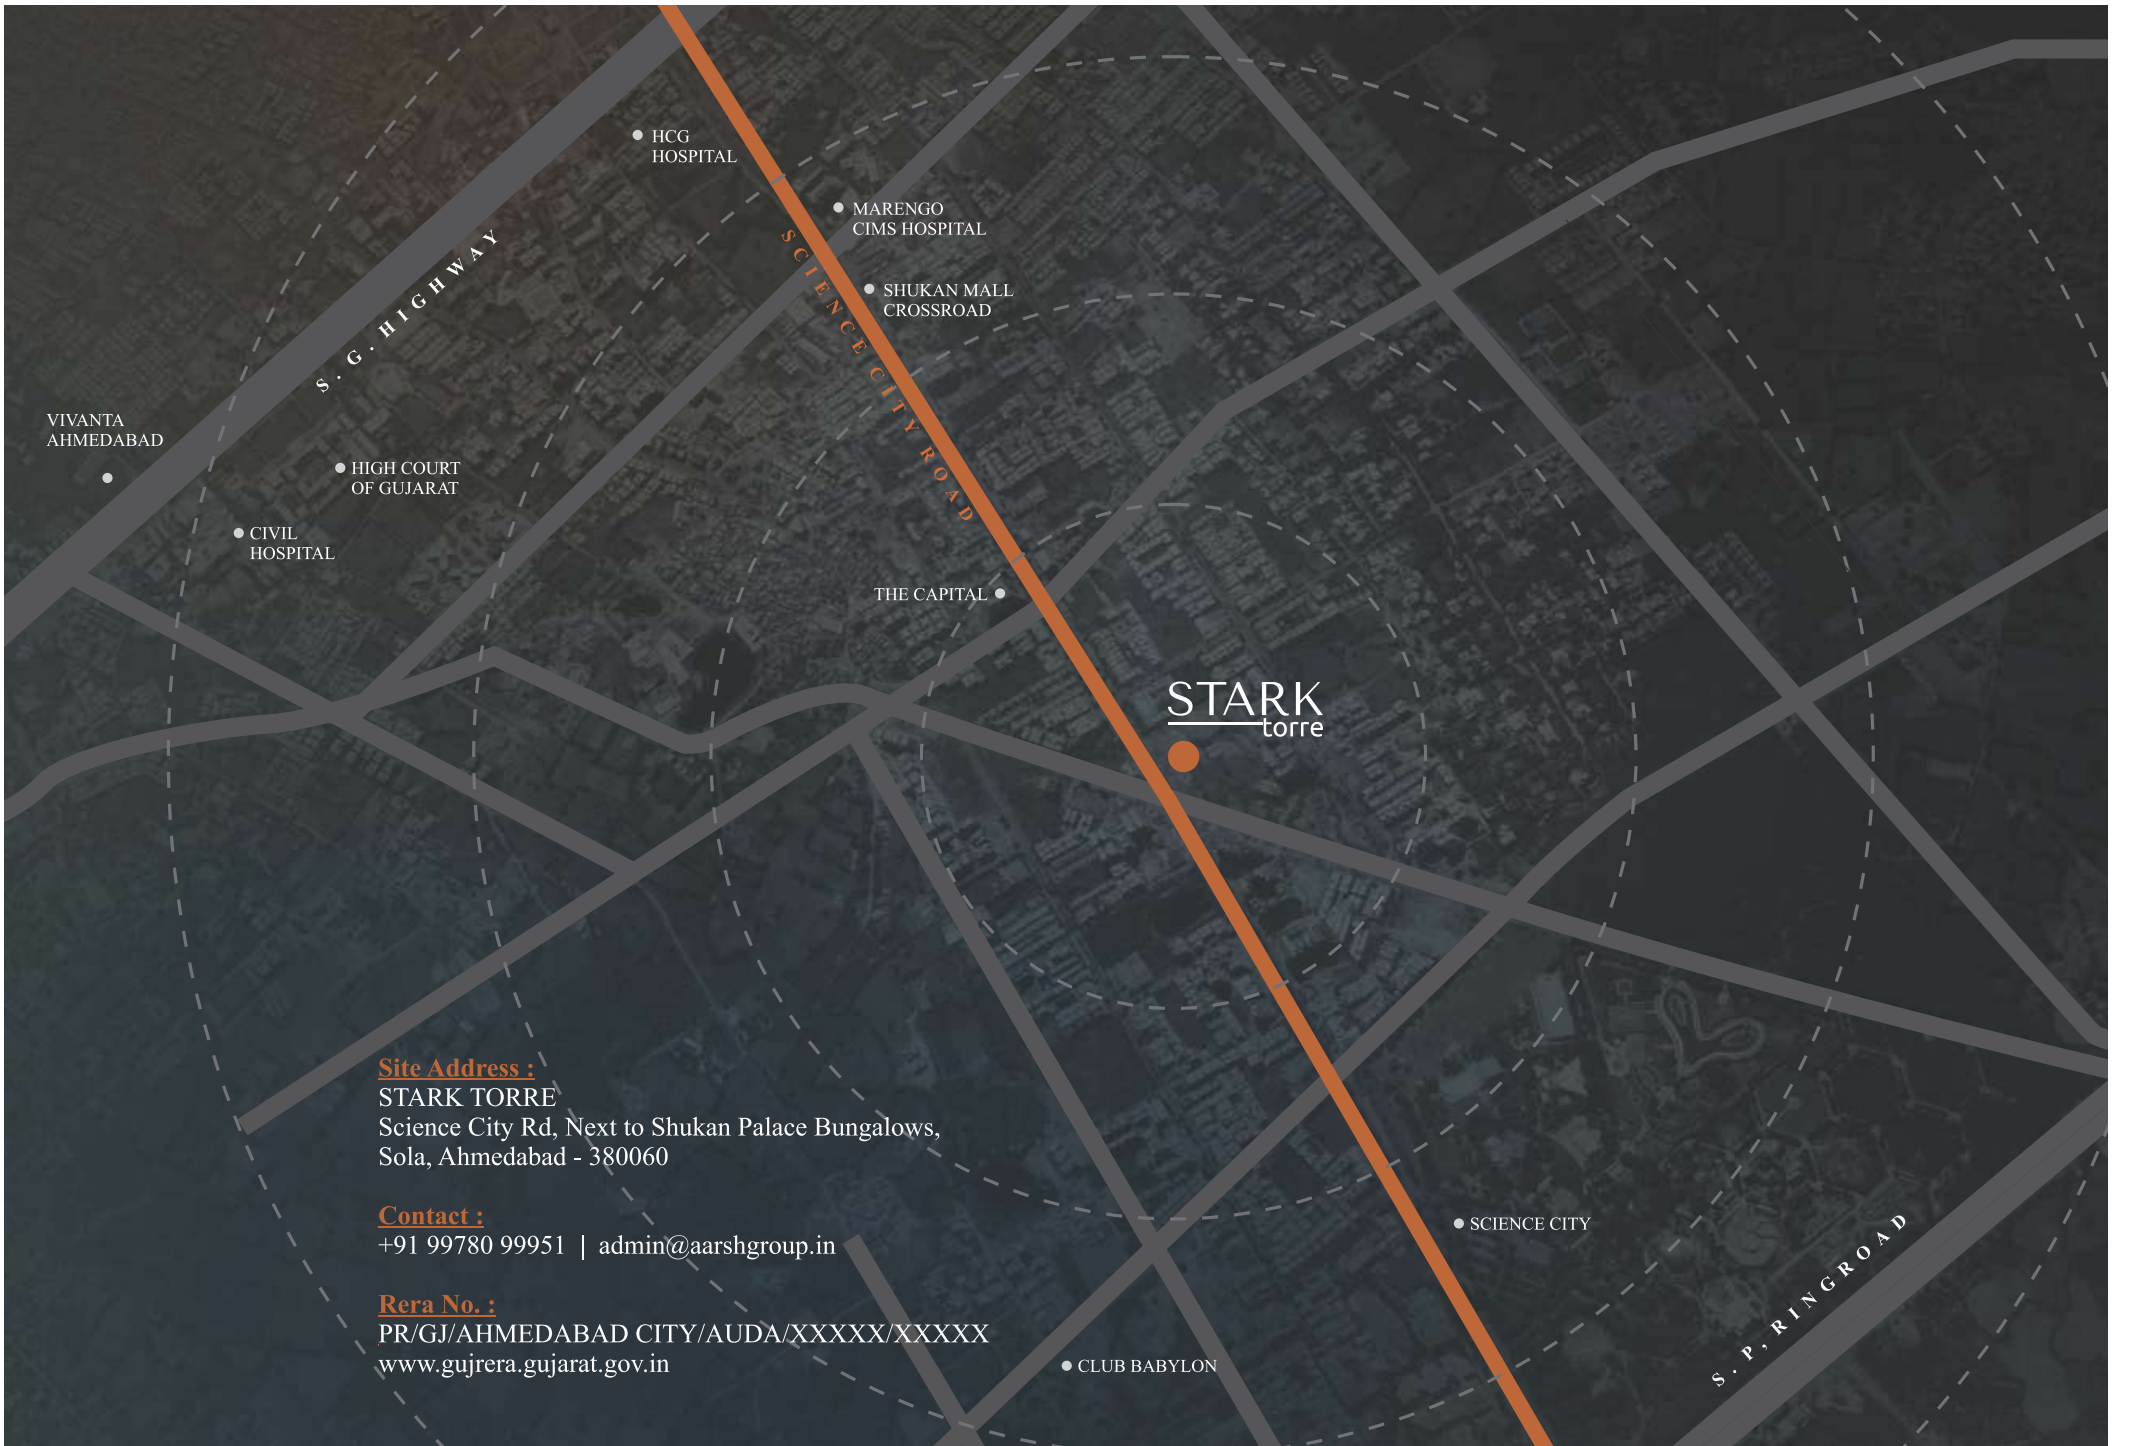 HCG
HOSPITAL
MARENGO
CIMS HOSPITAL
SHUKAN MALL
CROSSROAD
S.G. HIGHWAY
SCIENCE CITY ROAD
VIVANTA
AHMEDABAD
HIGH COURT
OF GUJARAT
CIVIL
HOSPITAL
THE CAPITAL
STARK
torre
Site Address :
STARK TORRE
Science City Rd, Next to Shukan Palace Bungalows,
Sola, Ahmedabad - 380060
Contact :
+91 99780 99951 | admin@aarshgroup.in
Rera No. :
PR/GJ/AHMEDABAD CITY/AUDA/XXXXX/XXXXX
www.gujrera.gujarat.gov.in
SCIENCE CITY
S.P, RINGROAD
CLUB BABYLON